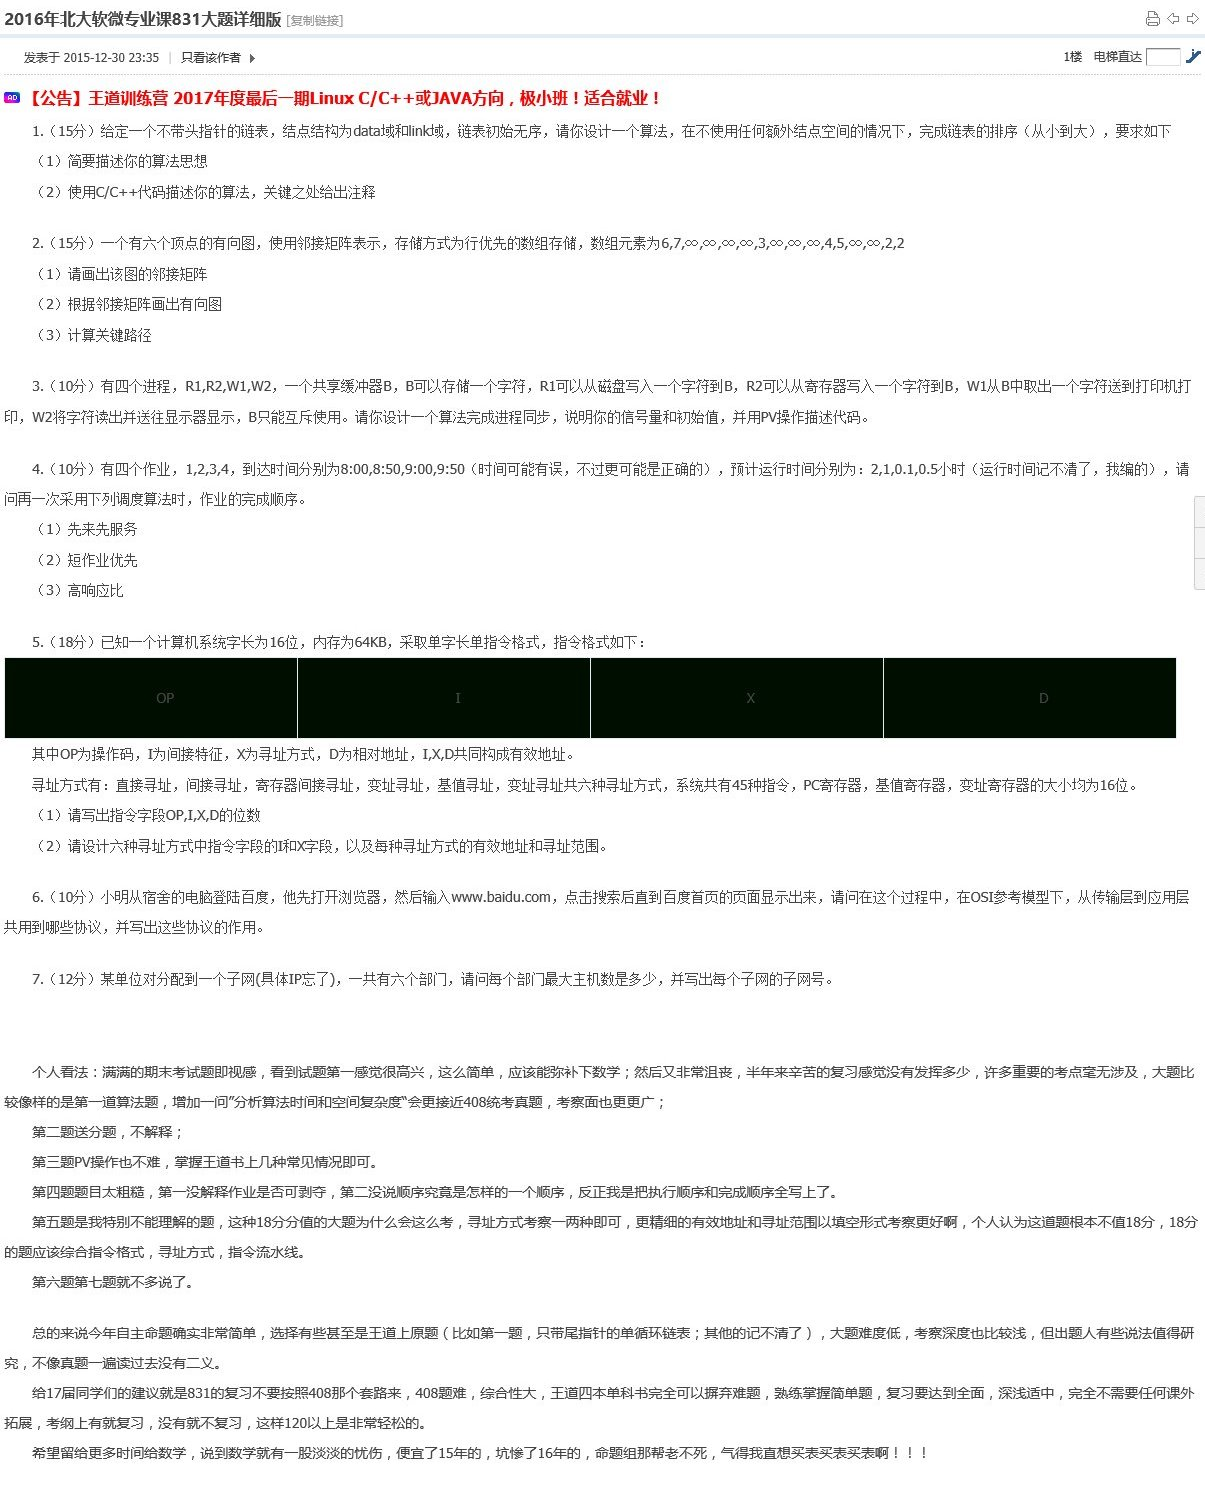 2016年北大软微专业课831大题详细版 [复制链接]
发表于 2015-12-30 23:35 | 只看该作者
1楼 电梯直达
AD 【公告】王道训练营 2017年度最后一期Linux C/C++或JAVA方向，极小班！适合就业！
1.（15分）给定一个不带头指针的链表，结点结构为data域和link域，链表初始无序，请你设计一个算法，在不使用任何额外结点空间的情况下，完成链表的排序（从小到大），要求如下
（1）简要描述你的算法思想
（2）使用C/C++代码描述你的算法，关键之处给出注释
2.（15分）一个有六个顶点的有向图，使用邻接矩阵表示，存储方式为行优先的数组存储，数组元素为6,7,∞,∞,∞,∞,3,∞,∞,∞,4,5,∞,∞,2,2
（1）请画出该图的邻接矩阵
（2）根据邻接矩阵画出有向图
（3）计算关键路径
3.（10分）有四个进程，R1,R2,W1,W2，一个共享缓冲器B，B可以存储一个字符，R1可以从磁盘写入一个字符到B，R2可以从寄存器写入一个字符到B，W1从B中取出一个字符送到打印机打
印，W2将字符读出并送往显示器显示，B只能互斥使用。请你设计一个算法完成进程同步，说明你的信号量和初始值，并用PV操作描述代码。
4.（10分）有四个作业，1,2,3,4，到达时间分别为8:00,8:50,9:00,9:50（时间可能有误，不过更可能是正确的），预计运行时间分别为：2,1,0.1,0.5小时（运行时间记不清了，我编的），请
问再一次采用下列调度算法时，作业的完成顺序。
（1）先来先服务
（2）短作业优先
（3）高响应比
5.（18分）已知一个计算机系统字长为16位，内存为64KB，采取单字长单指令格式，指令格式如下：
OP I X D
其中OP为操作码，I为间接特征，X为寻址方式，D为相对地址，I,X,D共同构成有效地址。
寻址方式有：直接寻址，间接寻址，寄存器间接寻址，变址寻址，基值寻址，变址寻址共六种寻址方式，系统共有45种指令，PC寄存器，基值寄存器，变址寄存器的大小均为16位。
（1）请写出指令字段OP,I,X,D的位数
（2）请设计六种寻址方式中指令字段的I和X字段，以及每种寻址方式的有效地址和寻址范围。
6.（10分）小明从宿舍的电脑登陆百度，他先打开浏览器，然后输入www.baidu.com，点击搜索后直到百度首页的页面显示出来，请问在这个过程中，在OSI参考模型下，从传输层到应用层
共用到哪些协议，并写出这些协议的作用。
7.（12分）某单位对分配到一个子网(具体IP忘了)，一共有六个部门，请问每个部门最大主机数是多少，并写出每个子网的子网号。
个人看法：满满的期末考试题即视感，看到试题第一感觉很高兴，这么简单，应该能弥补下数学；然后又非常沮丧，半年来辛苦的复习感觉没有发挥多少，许多重要的考点毫无涉及，大题比
较像样的是第一道算法题，增加一问”分析算法时间和空间复杂度“会更接近408统考真题，考察面也更更广；
第二题送分题，不解释；
第三题PV操作也不难，掌握王道书上几种常见情况即可。
第四题题目太粗糙，第一没解释作业是否可剥夺，第二没说顺序究竟是怎样的一个顺序，反正我是把执行顺序和完成顺序全写上了。
第五题是我特别不能理解的题，这种18分分值的大题为什么会这么考，寻址方式考察一两种即可，更精细的有效地址和寻址范围以填空形式考察更好啊，个人认为这道题根本不值18分，18分
的题应该综合指令格式，寻址方式，指令流水线。
第六题第七题就不多说了。
总的来说今年自主命题确实非常简单，选择有些甚至是王道上原题（比如第一题，只带尾指针的单循环链表；其他的记不清了），大题难度低，考察深度也比较浅，但出题人有些说法值得研
究，不像真题一遍读过去没有二义。
给17届同学们的建议就是831的复习不要按照408那个套路来，408题难，综合性大，王道四本单科书完全可以摒弃难题，熟练掌握简单题，复习要达到全面，深浅适中，完全不需要任何课外
拓展，考纲上有就复习，没有就不复习，这样120以上是非常轻松的。
希望留给更多时间给数学，说到数学就有一股淡淡的忧伤，便宜了15年的，坑惨了16年的，命题组那帮老不死，气得我直想买表买表买表啊！！！